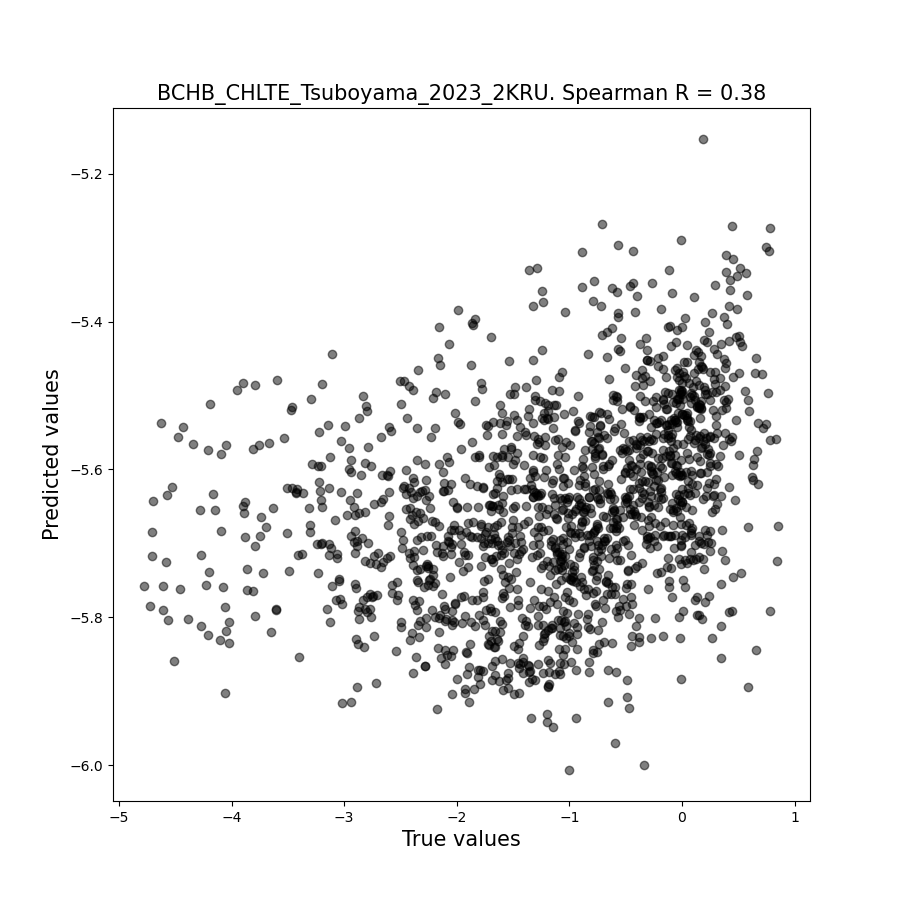 BCHB_CHLTE_Tsuboyama_2023_2KRU. Spearman R = 0.38
Predicted values
−5.2
−5.4
−5.6
−5.8
−6.0
−5 −4 −3 −2 −1 0 1
True values